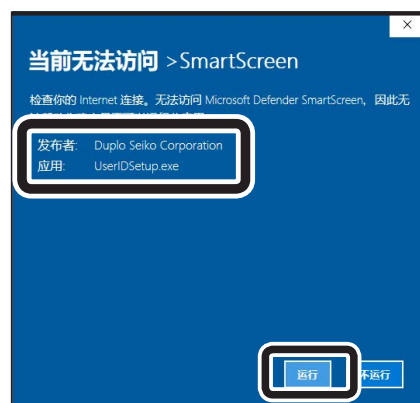 当前无法访问 >SmartScreen
检查你的 Internet 连接。无法访问 Microsoft Defender SmartScreen，因此无
发布者: Duplo Seiko Corporation
应用: UserIDSetup.exe
运行 不运行